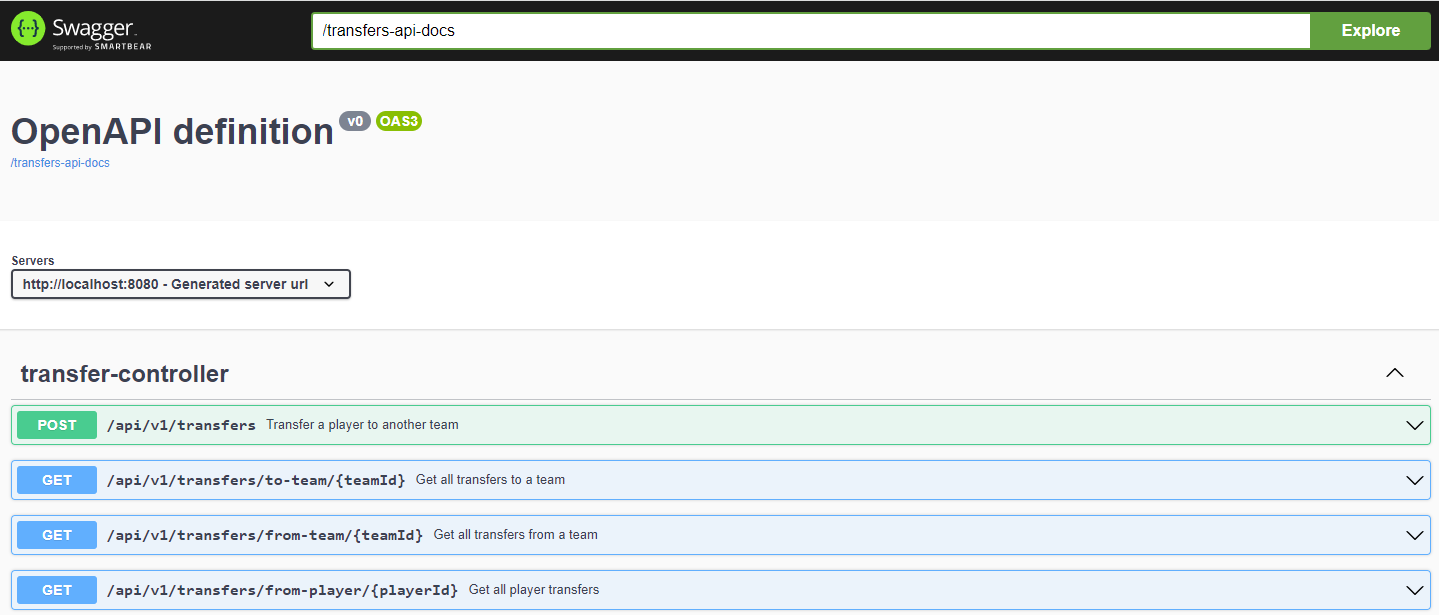 {···} Swagger.
Supported by SMARTBEAR
/transfers-api-docs
Explore
OpenAPI definition v0 OAS3
/transfers-api-docs
Servers
http://localhost:8080 - Generated server url
transfer-controller
POST /api/v1/transfers Transfer a player to another team
GET /api/v1/transfers/to-team/{teamId} Get all transfers to a team
GET /api/v1/transfers/from-team/{teamId} Get all transfers from a team
GET /api/v1/transfers/from-player/{playerId} Get all player transfers